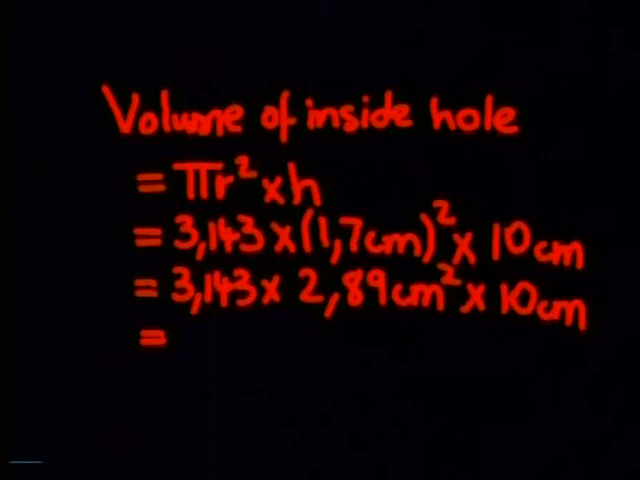 Volume of inside hole
= πr² × h
= 3,143 × (1,7cm)² × 10cm
= 3,143 × 2,89cm² × 10cm
=